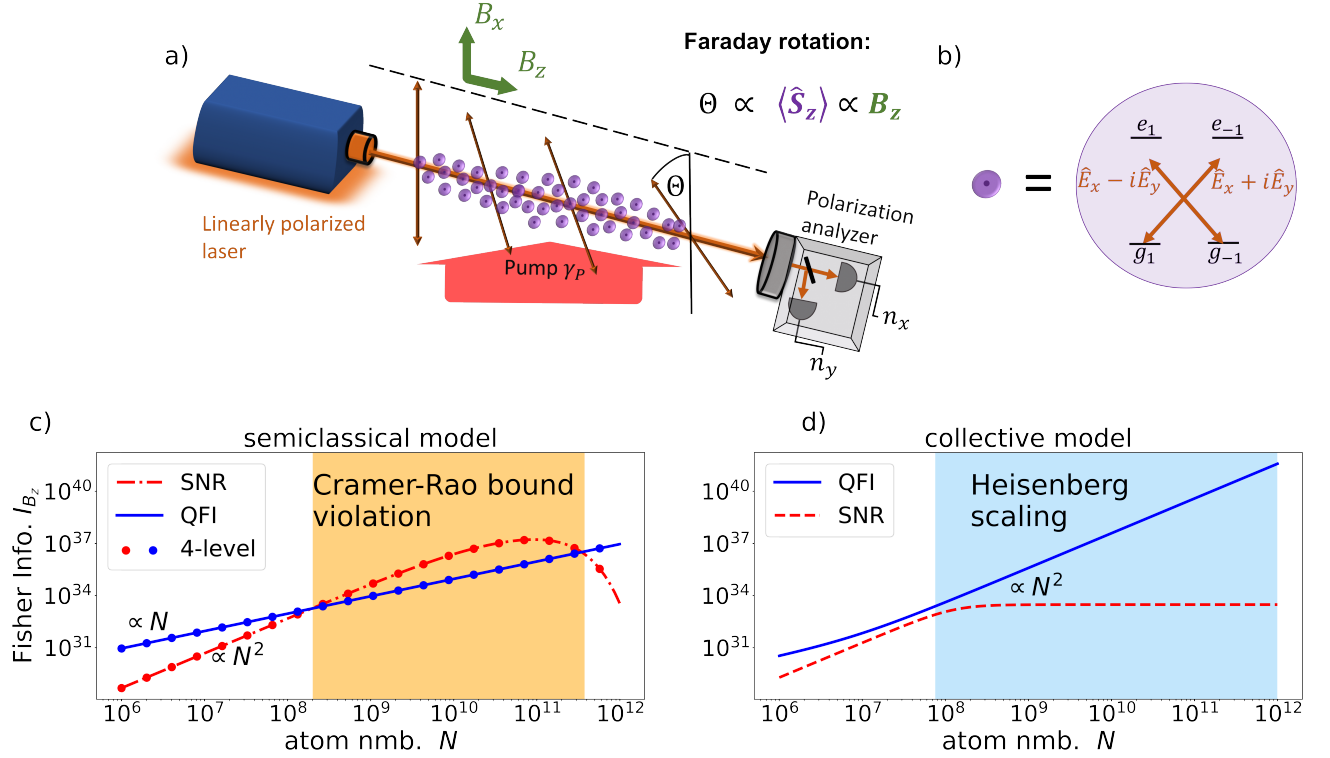 a)
B_x
B_z
Faraday rotation:
Θ ∝ ⟨Ŝ_z⟩ ∝ B_z
b)
Linearly polarized
laser
Pump γ_P
Θ
Polarization
analyzer
n_x
n_y
=
e_1
e_{-1}
Ê_x − iÊ_y
Ê_x + iÊ_y
g_1
g_{-1}
c)
semiclassical model
SNR
QFI
4-level
Cramer-Rao bound
violation
∝ N
∝ N^2
Fisher Info. I_{B_z}
10^40
10^37
10^34
10^31
10^6
10^7
10^8
10^9
10^10
10^11
10^12
atom nmb. N
d)
collective model
QFI
SNR
Heisenberg
scaling
∝ N^2
10^40
10^37
10^34
10^31
10^6
10^7
10^8
10^9
10^10
10^11
10^12
atom nmb. N